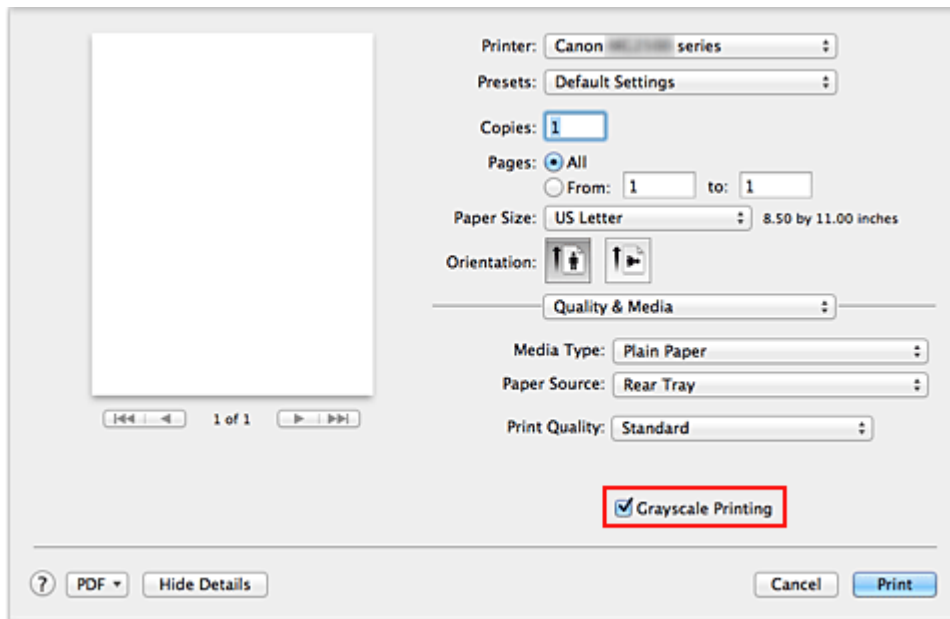 Printer: Canon series
Presets: Default Settings
Copies: 1
Pages: All
From: 1 to: 1
Paper Size: US Letter 8.50 by 11.00 inches
Orientation:
Quality & Media
Media Type: Plain Paper
Paper Source: Rear Tray
1 of 1
Print Quality: Standard
Grayscale Printing
? PDF Hide Details Cancel Print